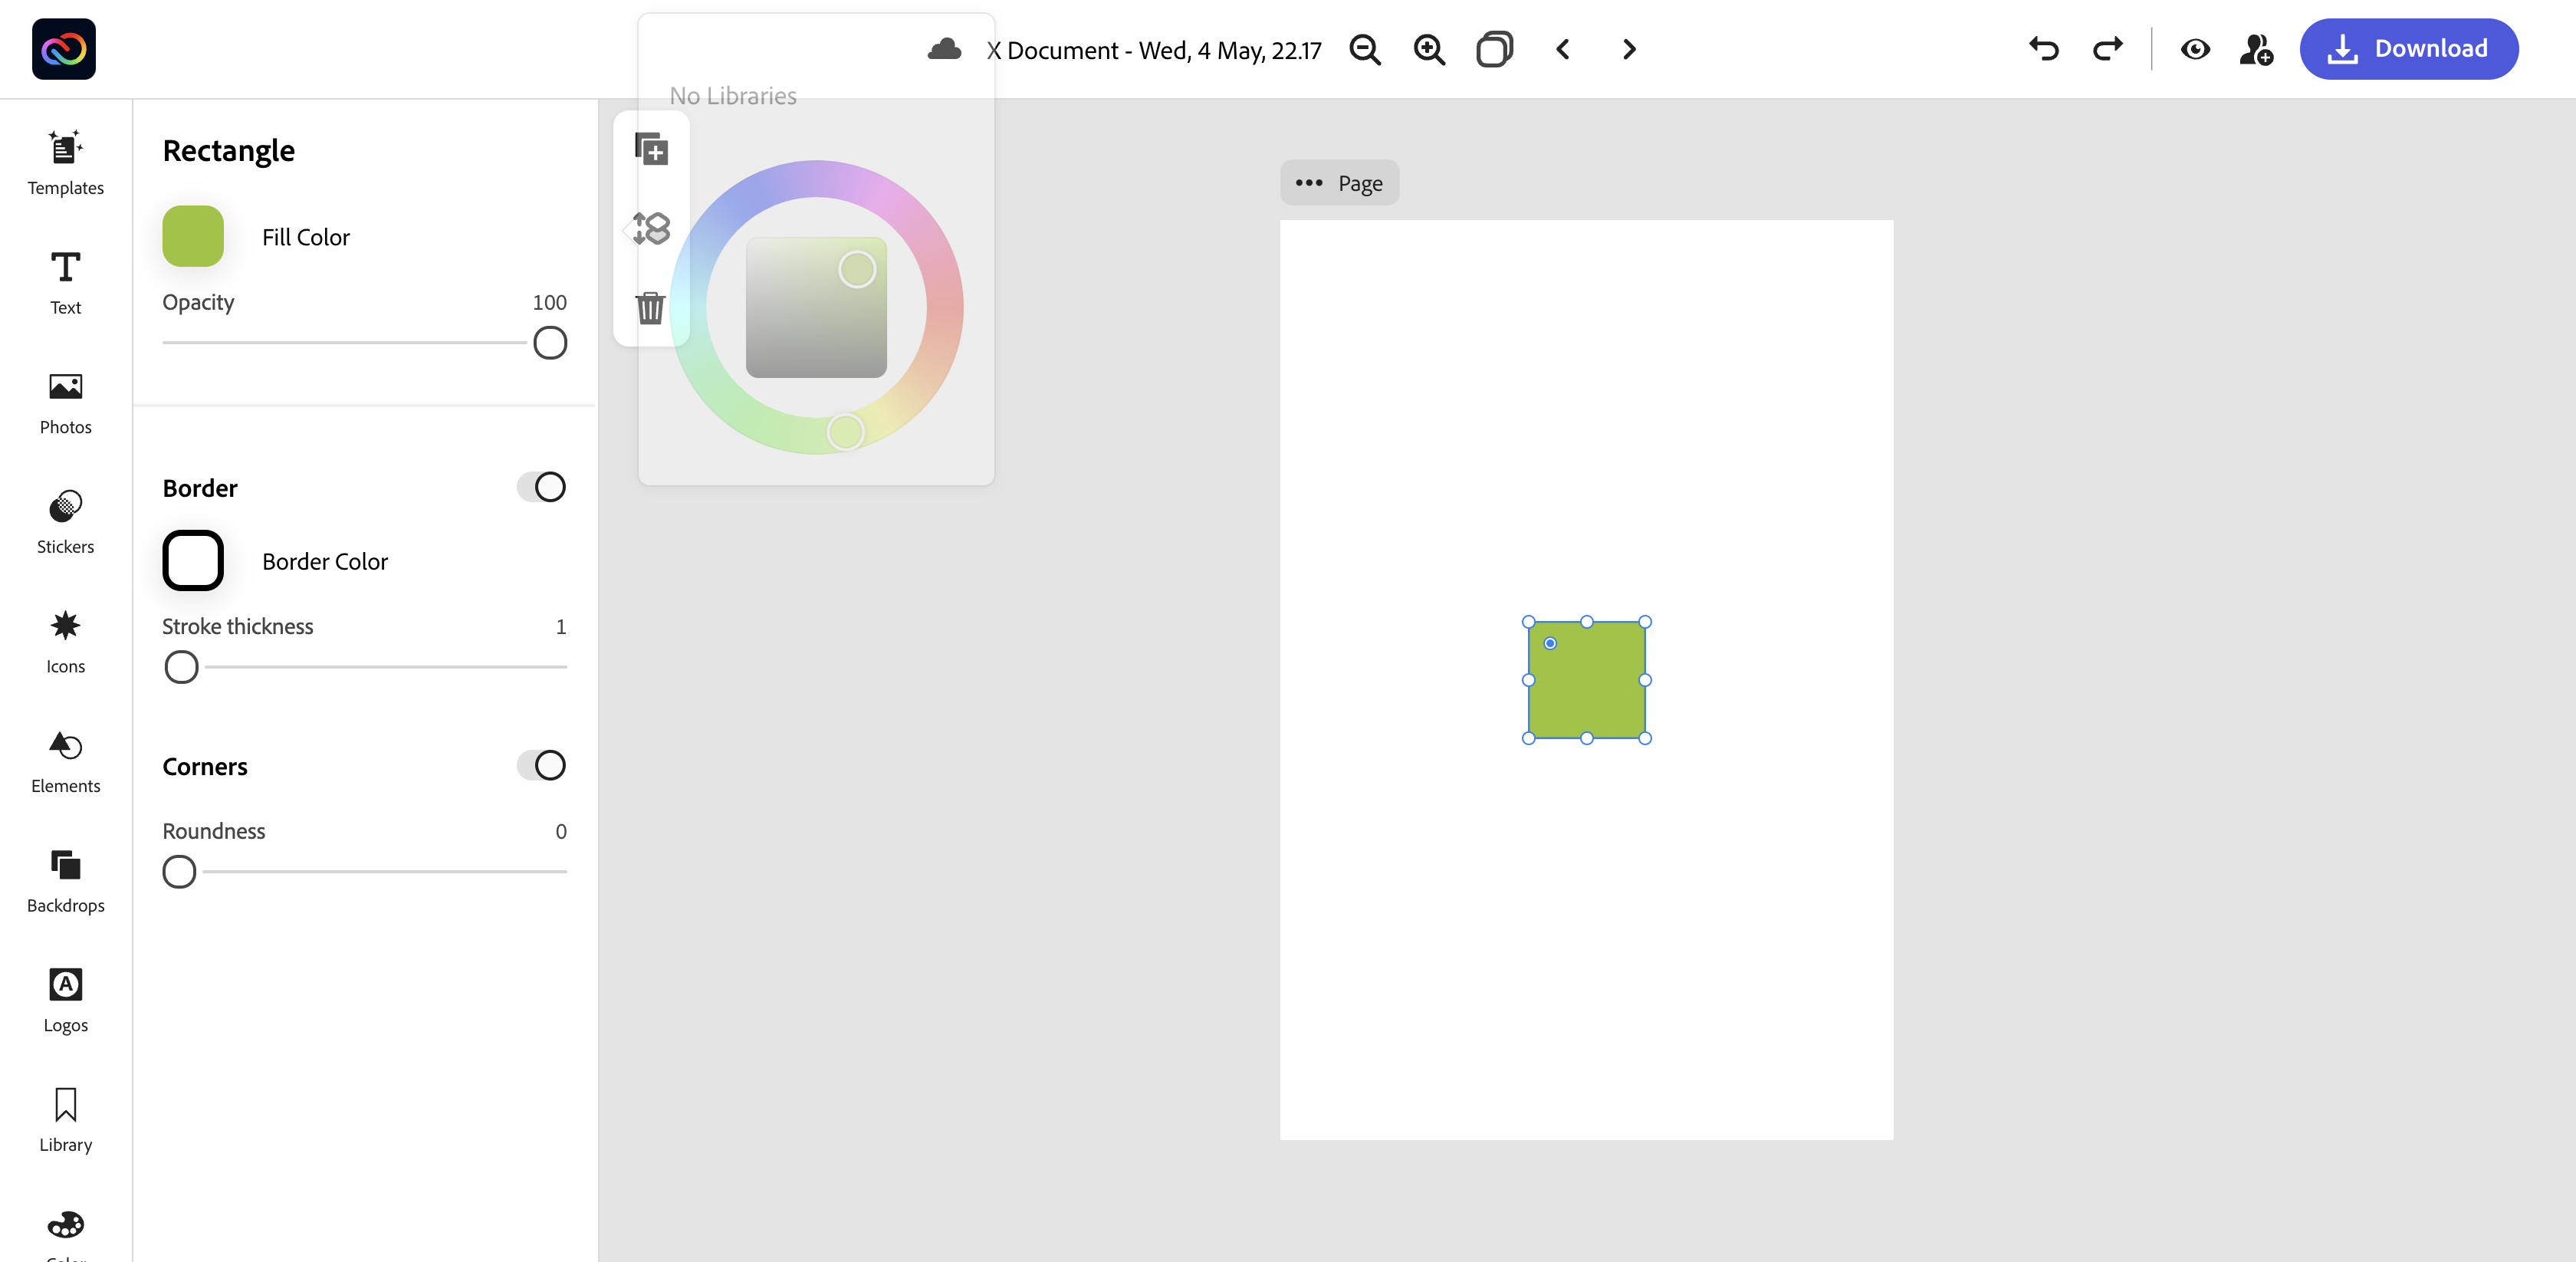 X Document - Wed, 4 May, 22.17
Download
No Libraries
Templates
Text
Photos
Stickers
Icons
Elements
Backdrops
A
Logos
Library
Rectangle
Fill Color
Opacity 100
Border
Border Color
Stroke thickness 1
Corners
Roundness 0
Page